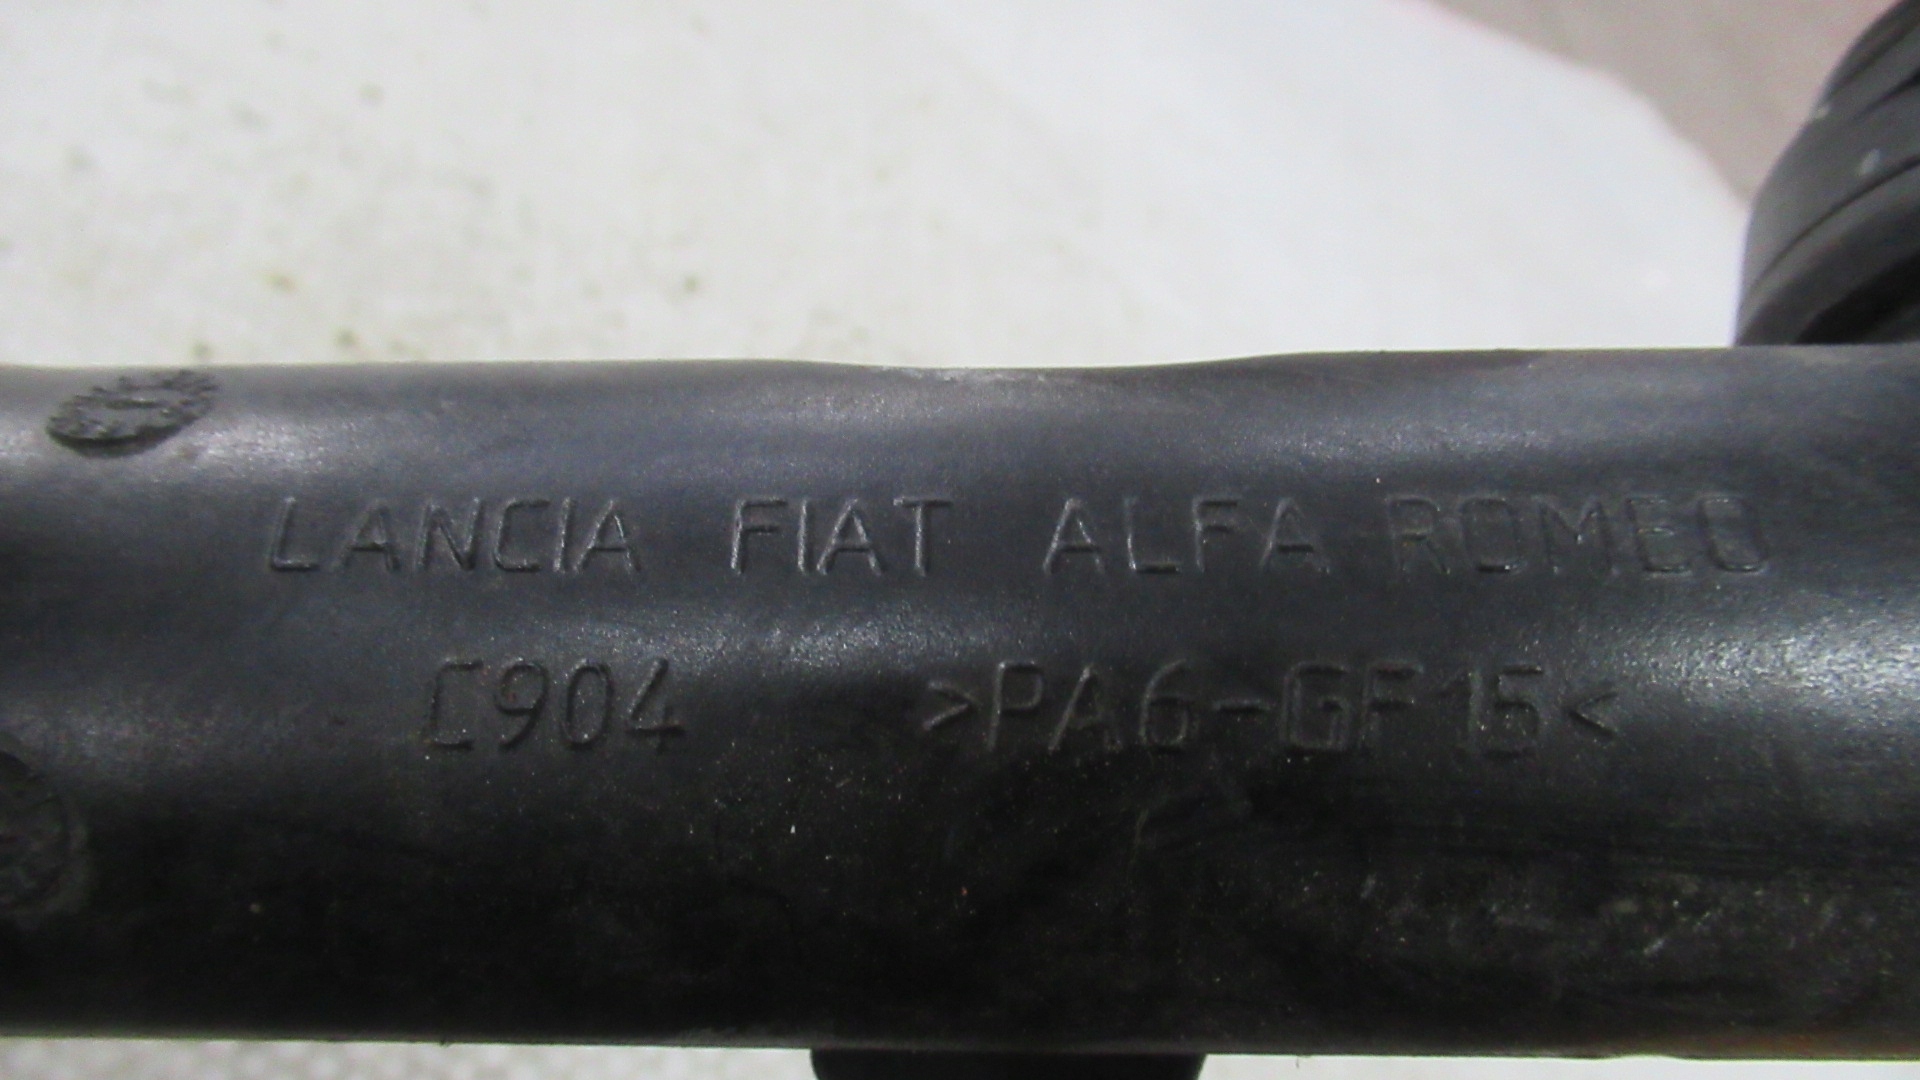 LANCIA FIAT ALFA ROMEO
C904 >PA6-GF15<